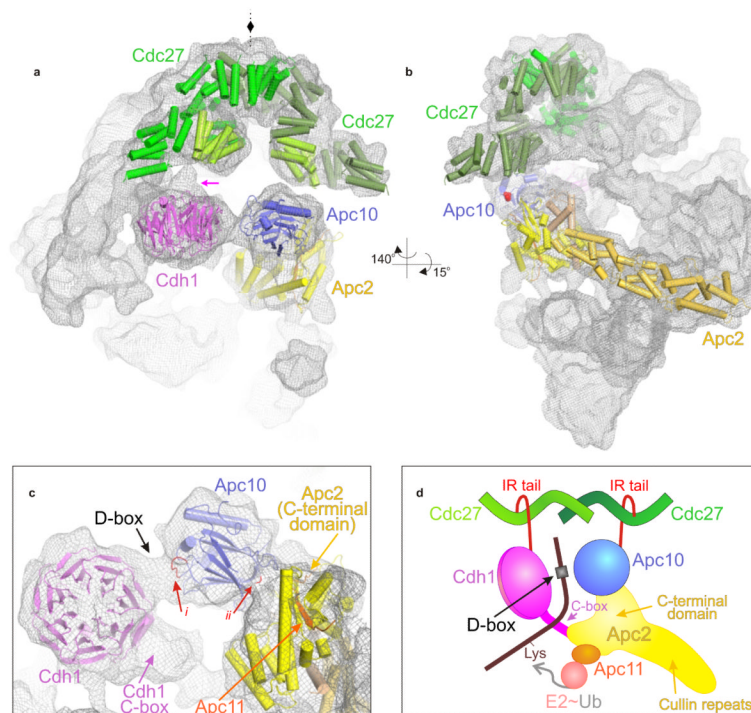 a
Cdc27
Cdc27
Cdh1
Apc10
Apc2
140°
15°
b
Cdc27
Apc10
Apc2
c
D-box
Apc10
Apc2
(C-terminal
domain)
i
ii
Cdh1
Cdh1
C-box
Apc11
d
IR tail
IR tail
Cdc27
Cdc27
Cdh1
Apc10
D-box
C-box
C-terminal
domain
Apc2
Lys
Apc11
E2~Ub
Cullin repeats